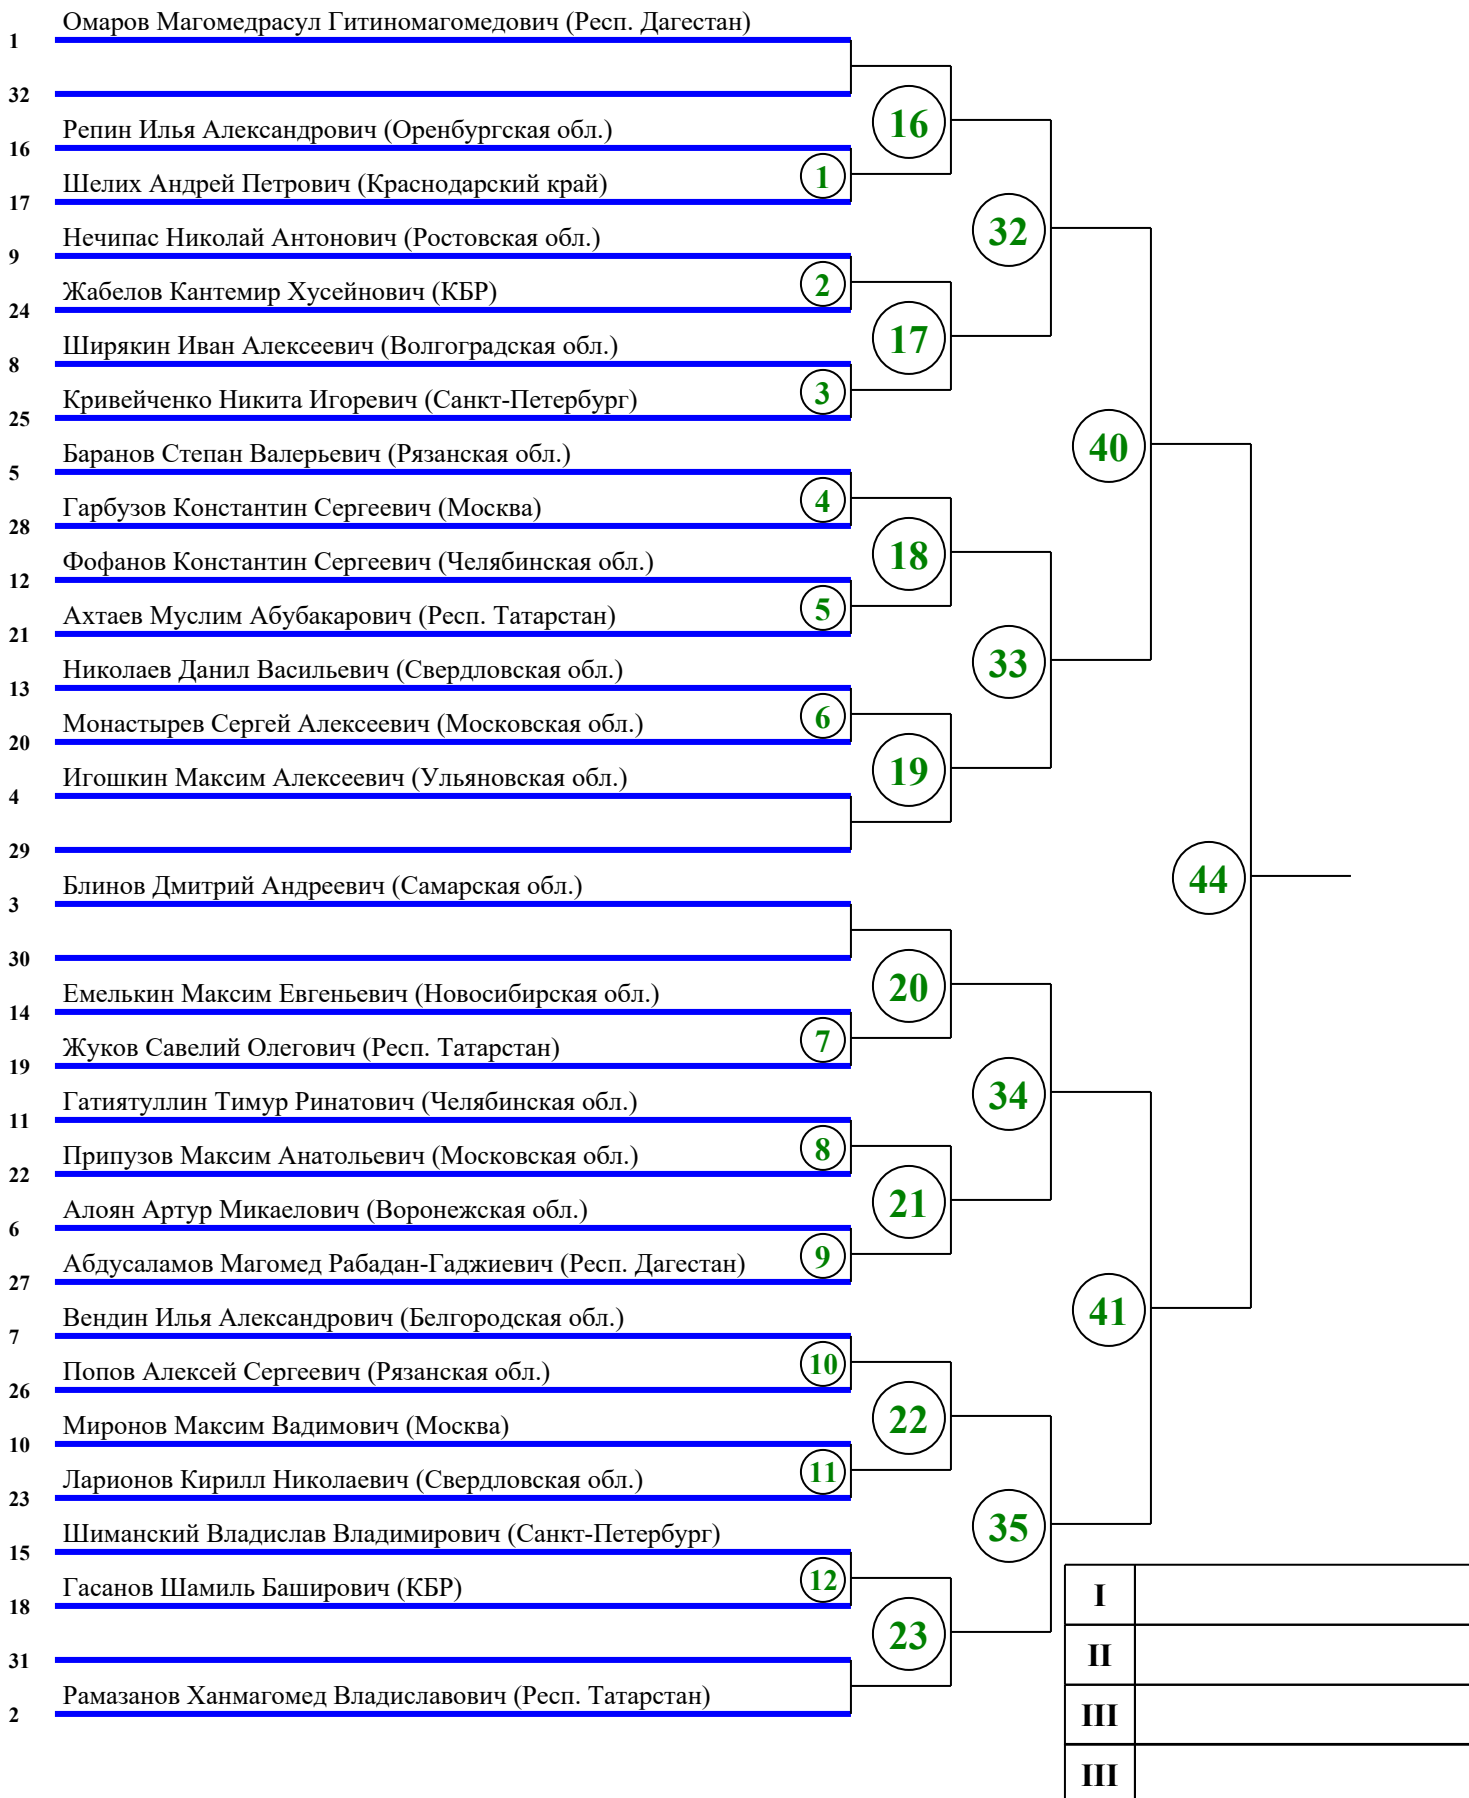 Омаров Магомедрасул Гитиномагомедович (Респ. Дагестан)
1
32
Репин Илья Александрович (Оренбургская обл.)
16
16
Шелих Андрей Петрович (Краснодарский край)
1
17
32
Нечипас Николай Антонович (Ростовская обл.)
9
Жабелов Кантемир Хусейнович (КБР)
2
24
17
Ширякин Иван Алексеевич (Волгоградская обл.)
8
Кривейченко Никита Игоревич (Санкт-Петербург)
3
25
40
Баранов Степан Валерьевич (Рязанская обл.)
5
Гарбузов Константин Сергеевич (Москва)
4
28
18
Фофанов Константин Сергеевич (Челябинская обл.)
12
Ахтаев Муслим Абубакарович (Респ. Татарстан)
5
21
33
Николаев Данил Васильевич (Свердловская обл.)
13
Монастырев Сергей Алексеевич (Московская обл.)
6
20
19
Игошкин Максим Алексеевич (Ульяновская обл.)
4
29
44
Блинов Дмитрий Андреевич (Самарская обл.)
3
30
20
Емелькин Максим Евгеньевич (Новосибирская обл.)
14
Жуков Савелий Олегович (Респ. Татарстан)
7
19
34
Гатиятуллин Тимур Ринатович (Челябинская обл.)
11
Припузов Максим Анатольевич (Московская обл.)
8
22
21
Алоян Артур Микаелович (Воронежская обл.)
6
Абдусаламов Магомед Рабадан-Гаджиевич (Респ. Дагестан)
9
27
41
Вендин Илья Александрович (Белгородская обл.)
7
Попов Алексей Сергеевич (Рязанская обл.)
10
26
22
Миронов Максим Вадимович (Москва)
10
Ларионов Кирилл Николаевич (Свердловская обл.)
11
23
35
Шиманский Владислав Владимирович (Санкт-Петербург)
15
Гасанов Шамиль Баширович (КБР)
12
18
23
31
Рамазанов Ханмагомед Владиславович (Респ. Татарстан)
2
I
II
III
III